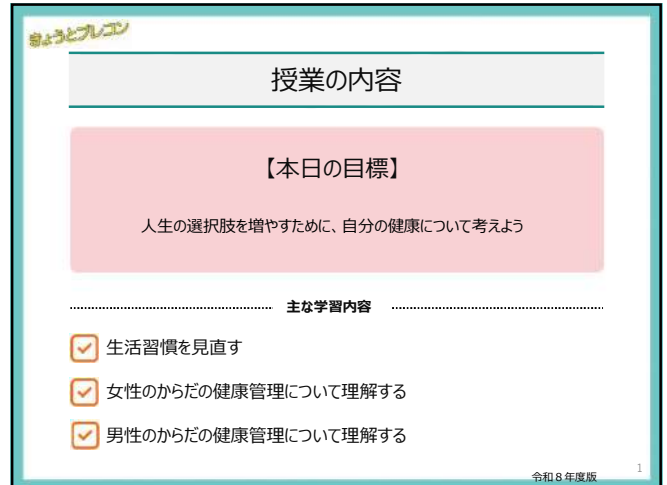 きょうとプレコン
授業の内容
【本日の目標】
人生の選択肢を増やすために、自分の健康について考えよう
主な学習内容
生活習慣を見直す
女性のからだの健康管理について理解する
男性のからだの健康管理について理解する
1
令和８年度版